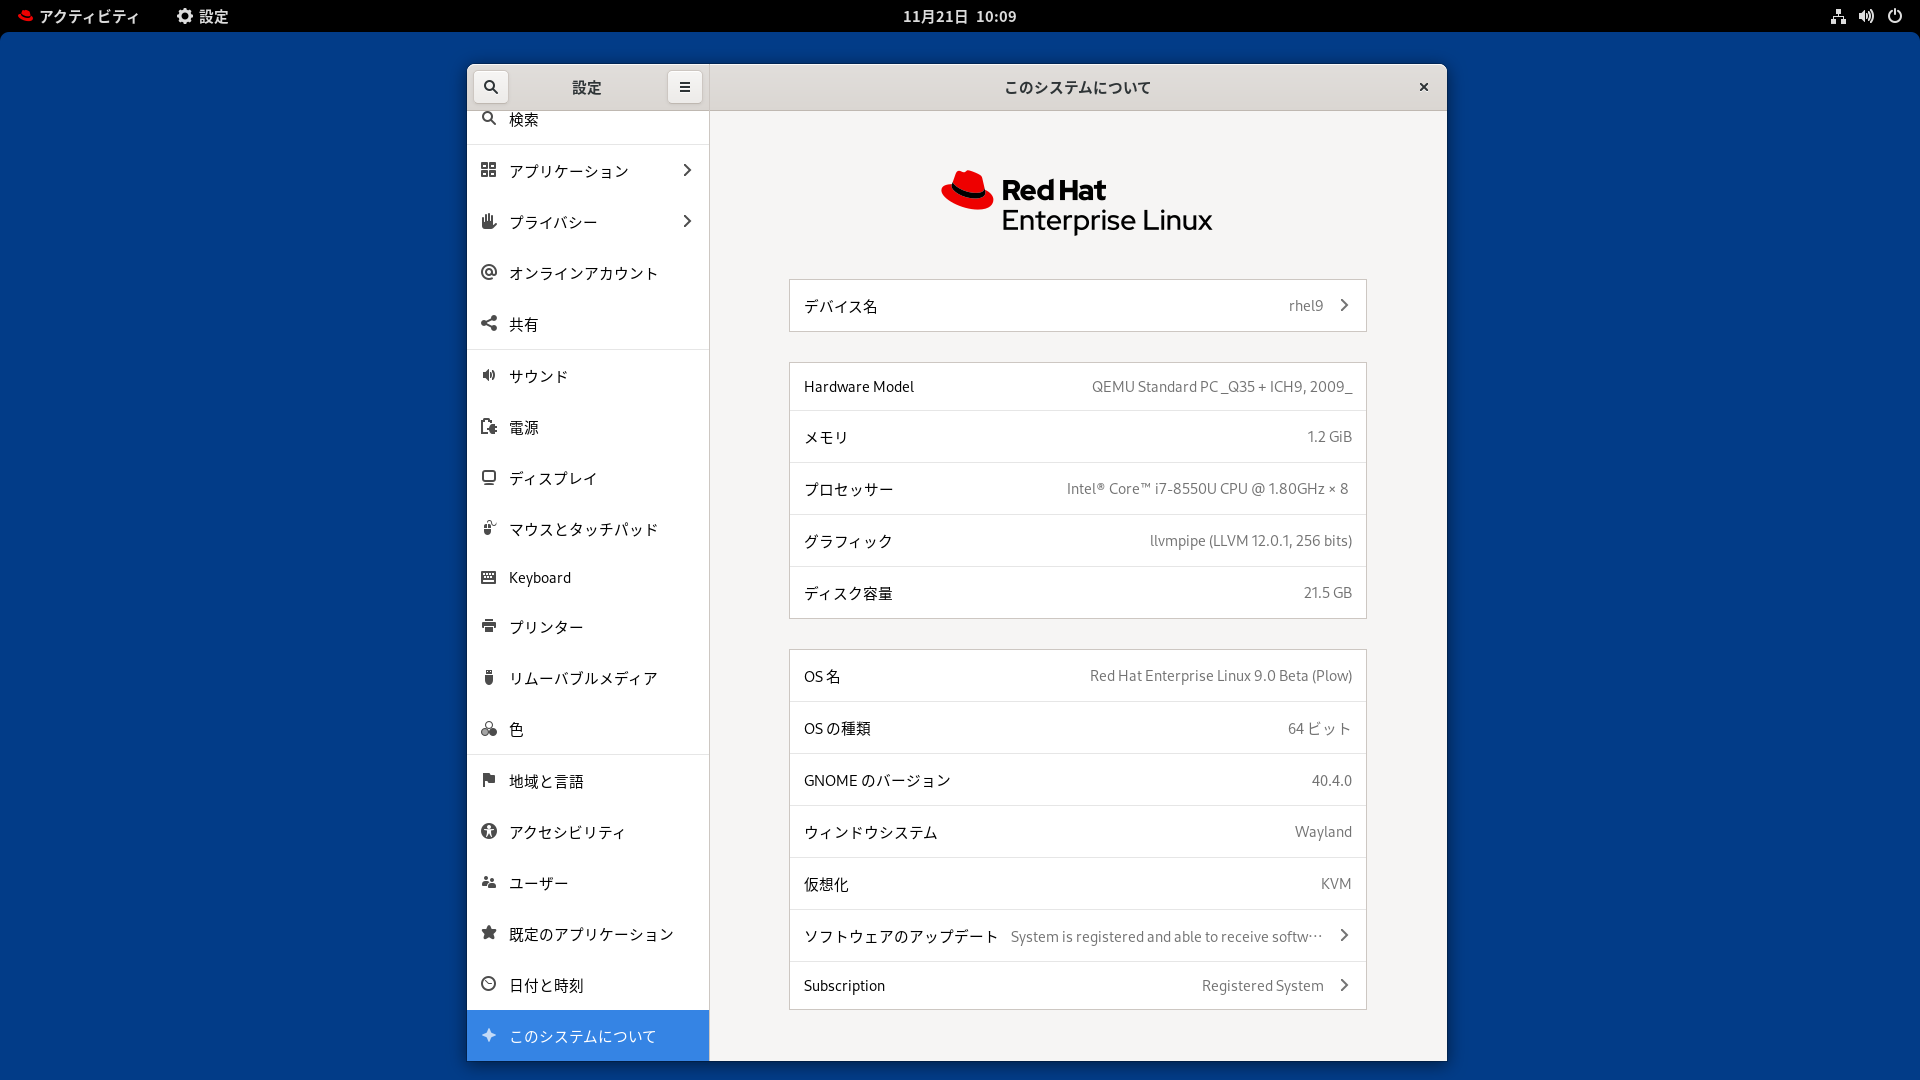 アクティビティ 設定 11月21日 10:09
設定 このシステムについて
検索
アプリケーション
プライバシー
オンラインアカウント
共有
サウンド
電源
ディスプレイ
マウスとタッチパッド
Keyboard
プリンター
リムーバブルメディア
色
地域と言語
アクセシビリティ
ユーザー
既定のアプリケーション
日付と時刻
このシステムについて
Red Hat
Enterprise Linux
デバイス名 rhel9
Hardware Model QEMU Standard PC _Q35 + ICH9, 2009_
メモリ 1.2 GiB
プロセッサー Intel® Core™ i7-8550U CPU @ 1.80GHz × 8
グラフィック llvmpipe (LLVM 12.0.1, 256 bits)
ディスク容量 21.5 GB
OS 名 Red Hat Enterprise Linux 9.0 Beta (Plow)
OS の種類 64 ビット
GNOME のバージョン 40.4.0
ウィンドウシステム Wayland
仮想化 KVM
ソフトウェアのアップデート System is registered and able to receive softw…
Subscription Registered System